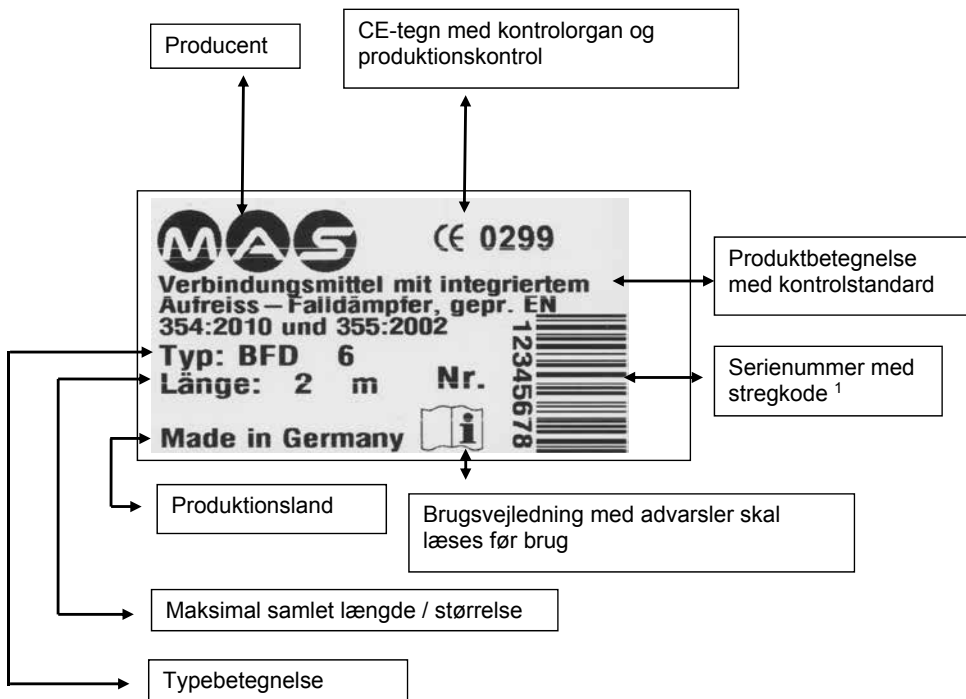 Producent
CE-tegn med kontrolorgan og
produktionskontrol
MAS
CE 0299
Verbindungsmittel mit integriertem
Aufreiss – Falldämpfer, gepr. EN
354:2010 und 355:2002
Typ: BFD 6
Länge: 2 m
Nr.
12345678
Made in Germany
i
Produktbetegnelse
med kontrolstandard
Serienummer med
stregkode ¹
Produktionsland
Brugsvejledning med advarsler skal
læses før brug
Maksimal samlet længde / størrelse
Typebetegnelse